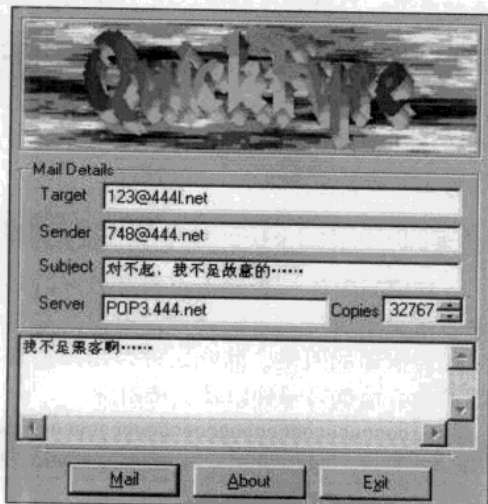 QuickFyre
Mail Details
Target 123@444l.net
Sender 748@444.net
Subject 对不起，我不是故意的……
Server POP3.444.net Copies 32767
我不是黑客啊……
Mail About Exit